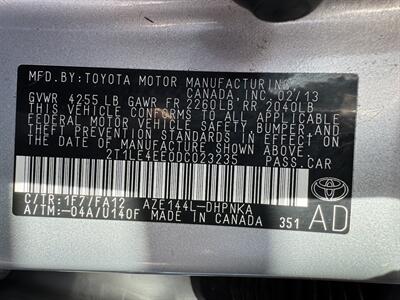 MFD.BY:TOYOTA MOTOR MANUFACTURING
CANADA,INC. 02/13
GVWR 4255LB GAWR FR 2260LB RR 2040LB
THIS VEHICLE CONFORMS TO ALL APPLICABLE
FEDERAL MOTOR VEHICLE SAFETY,BUMPER,AND
THEFT PREVENTION STANDARDS IN EFFECT ON
THE DATE OF MANUFACTURE SHOWN ABOVE.
2T1LE4EE0DC023235 PASS.CAR
C/TR:1F7/FA12 AZE144L-DHPNKA
A/TM:-04A/U140F MADE IN CANADA 351
AD